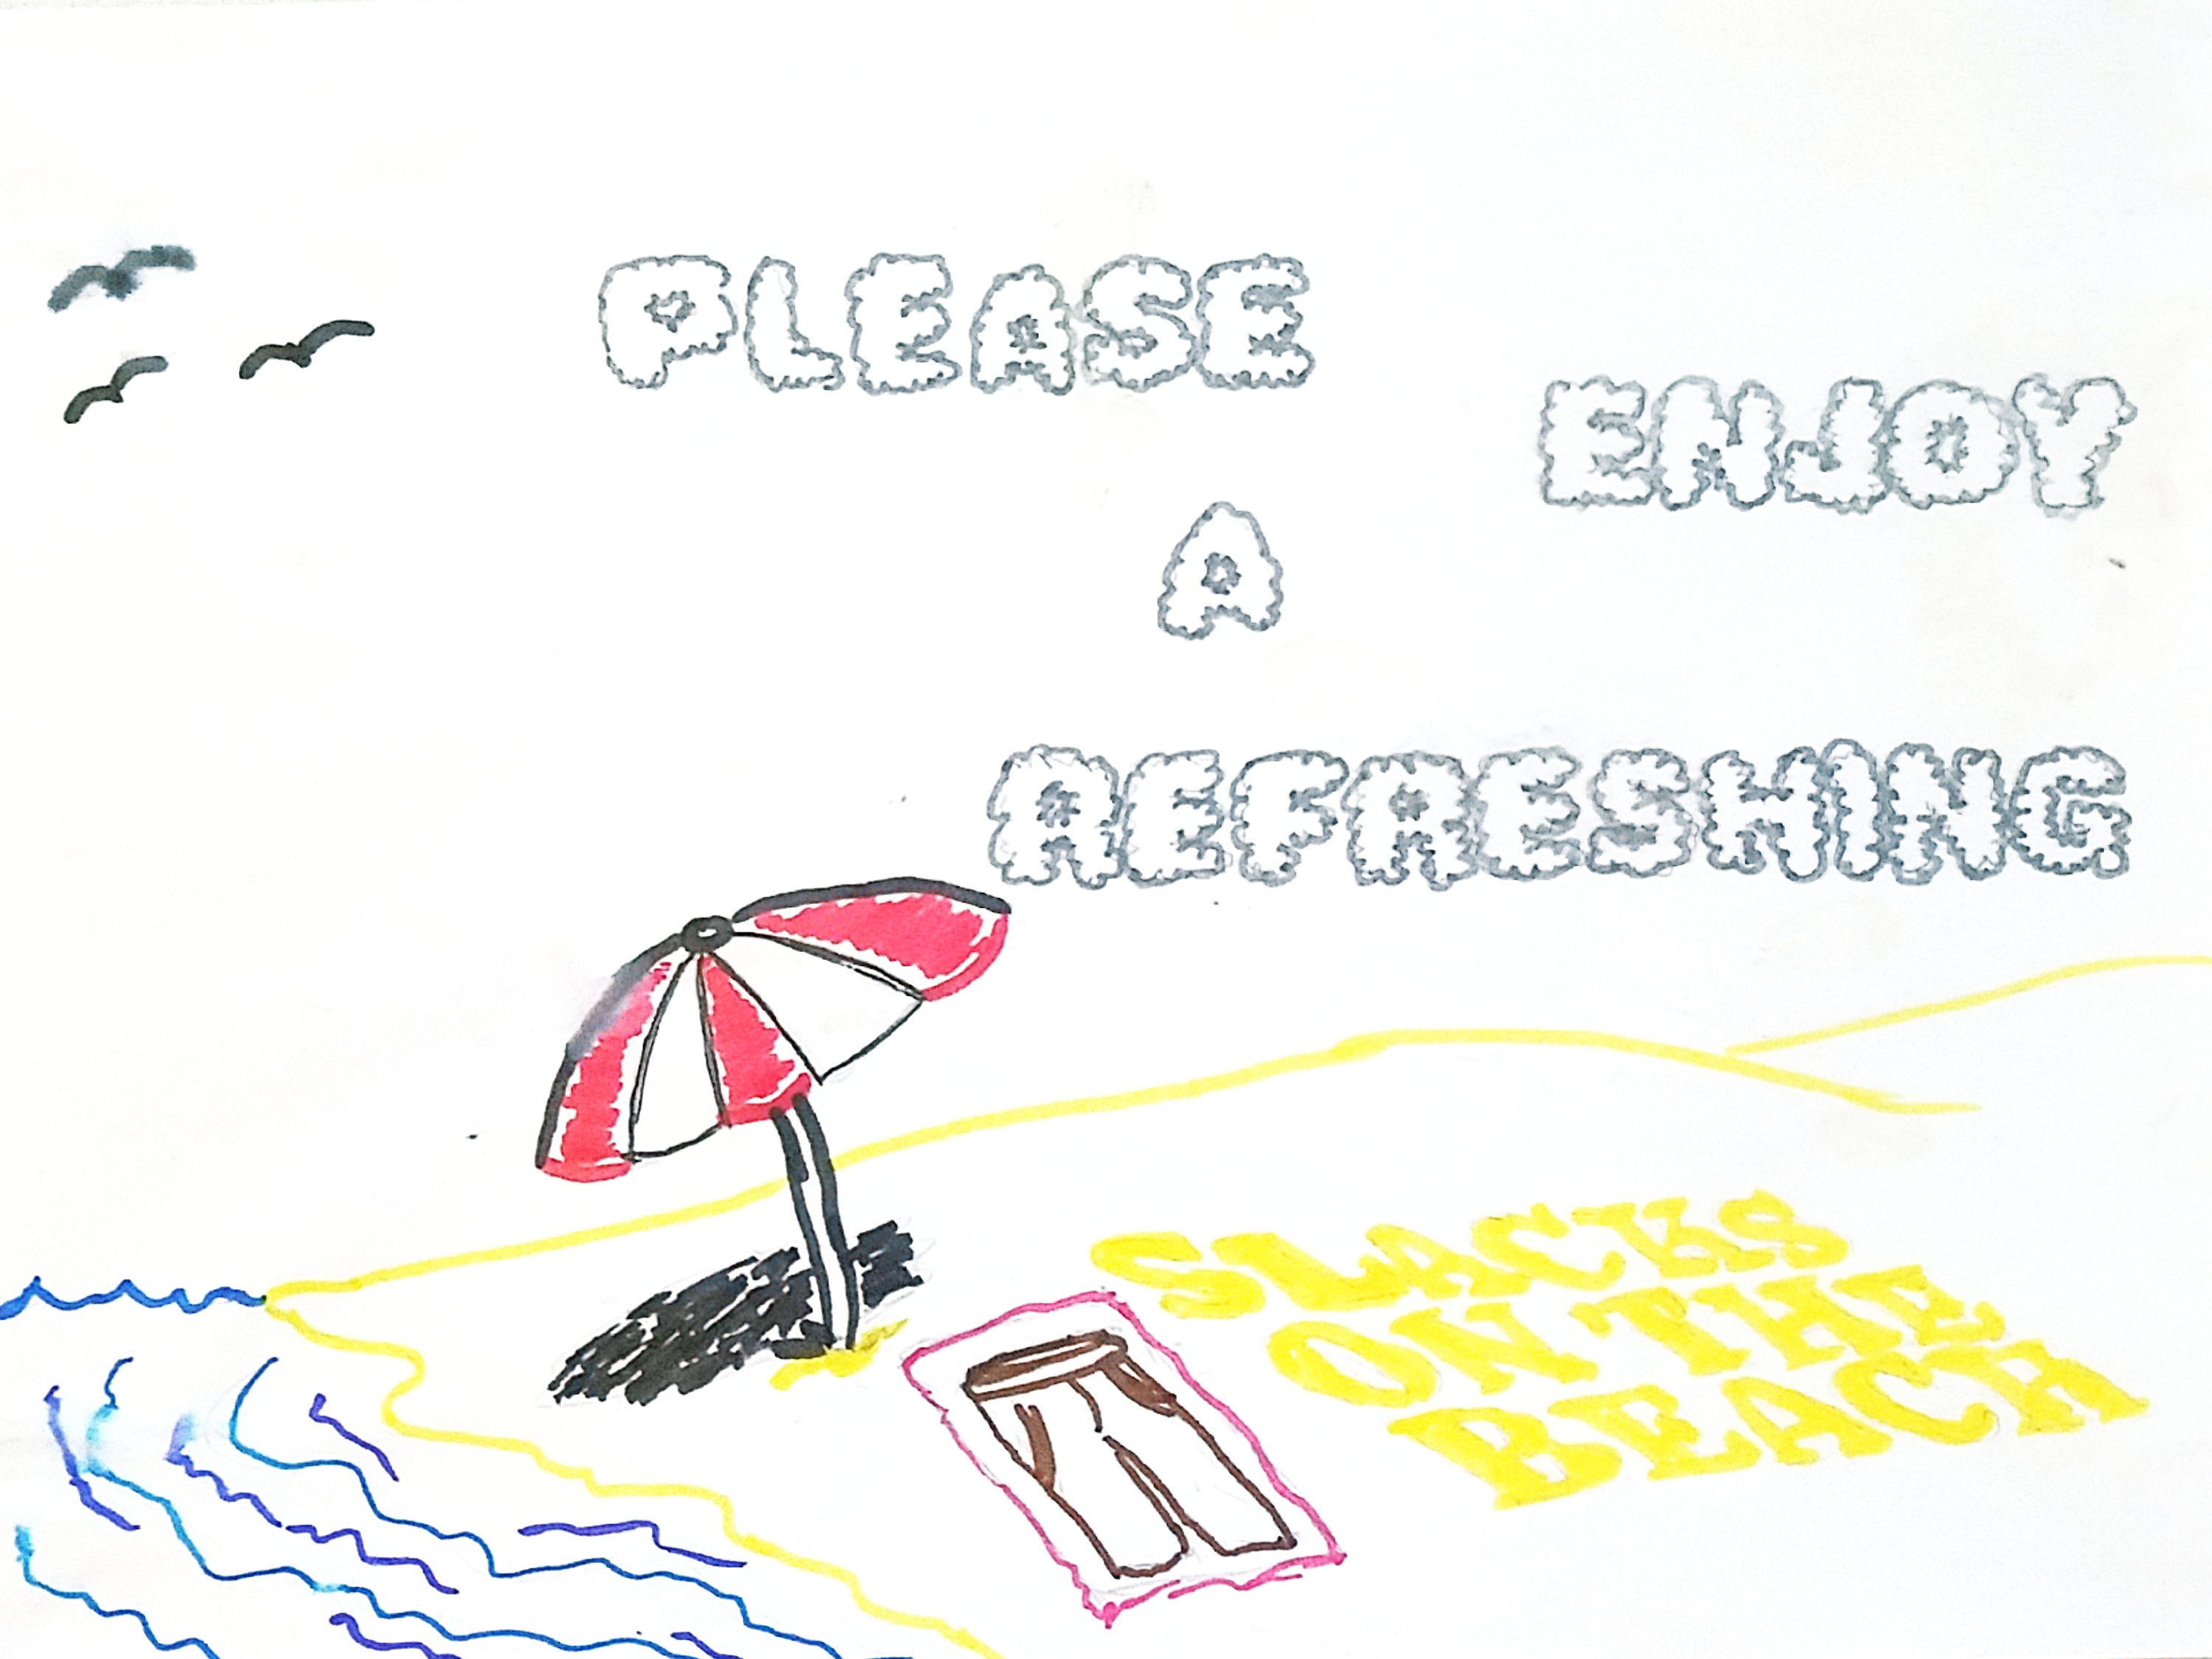 PLEASE
ENJOY
A
REFRESHING
SLACKS
ON THE
BEACH